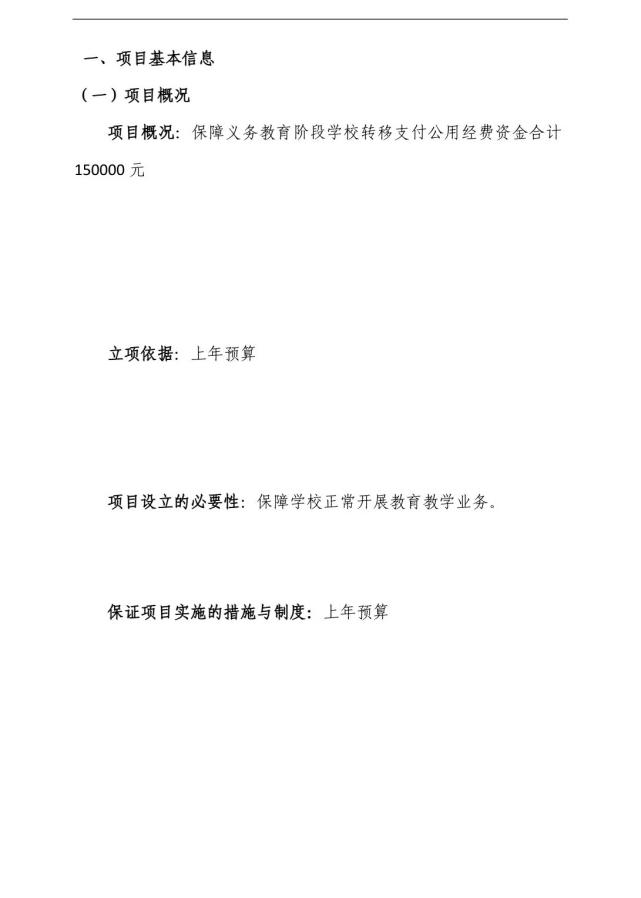 一、项目基本信息
（一）项目概况
项目概况：保障义务教育阶段学校转移支付公用经费资金合计
150000 元
立项依据：上年预算
项目设立的必要性：保障学校正常开展教育教学业务。
保证项目实施的措施与制度：上年预算